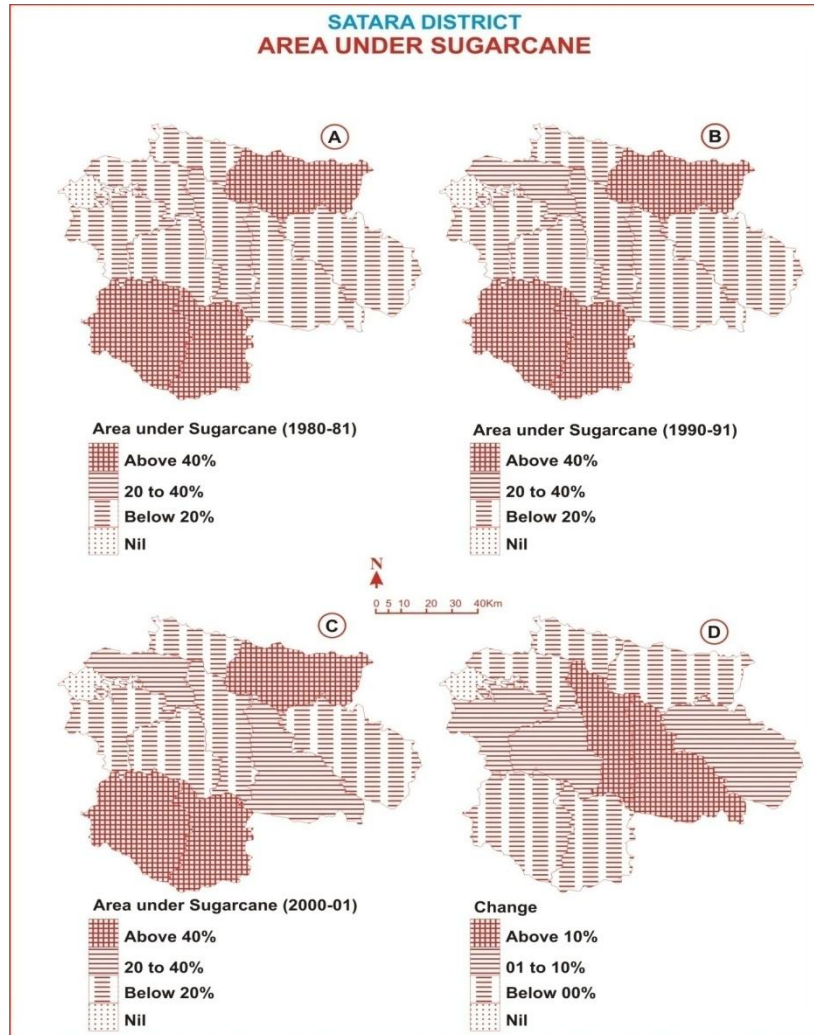 SATARA DISTRICT
AREA UNDER SUGARCANE
A
B
Area under Sugarcane (1980-81)
Above 40%
20 to 40%
Below 20%
Nil
Area under Sugarcane (1990-91)
Above 40%
20 to 40%
Below 20%
Nil
N
0 5 10 20 30 40Km
C
D
Area under Sugarcane (2000-01)
Above 40%
20 to 40%
Below 20%
Nil
Change
Above 10%
01 to 10%
Below 00%
Nil